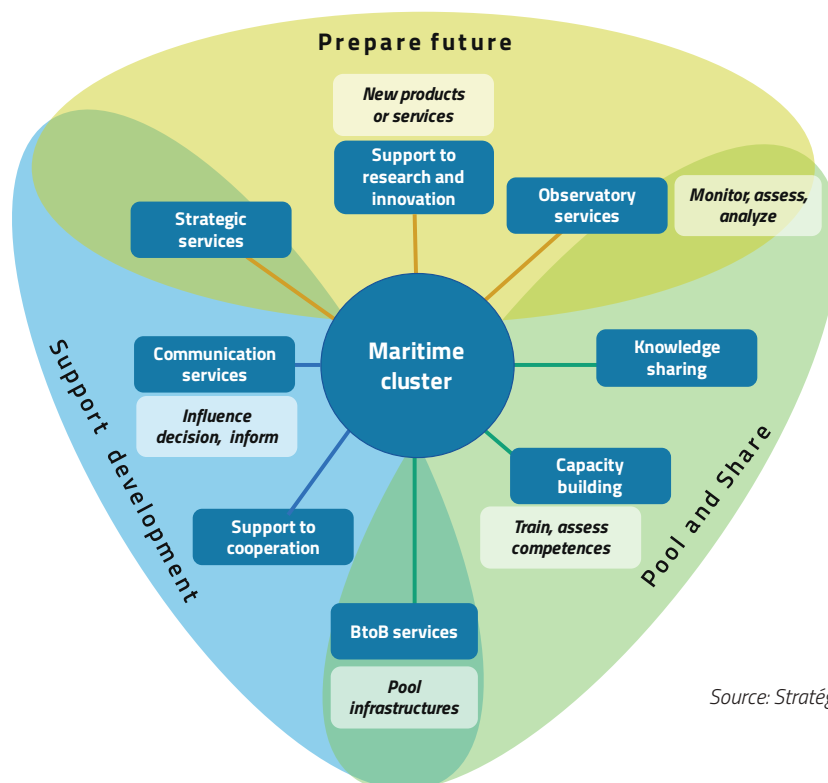 Prepare future
New products
or services
Support to
research and
innovation
Observatory
services
Monitor, assess,
analyze
Strategic
services
Maritime
cluster
Communication
services
Influence
decision, inform
Knowledge
sharing
Capacity
building
Train, assess
competences
Support to
cooperation
BtoB services
Pool
infrastructures
Support development
Pool and Share
Source: Stratég